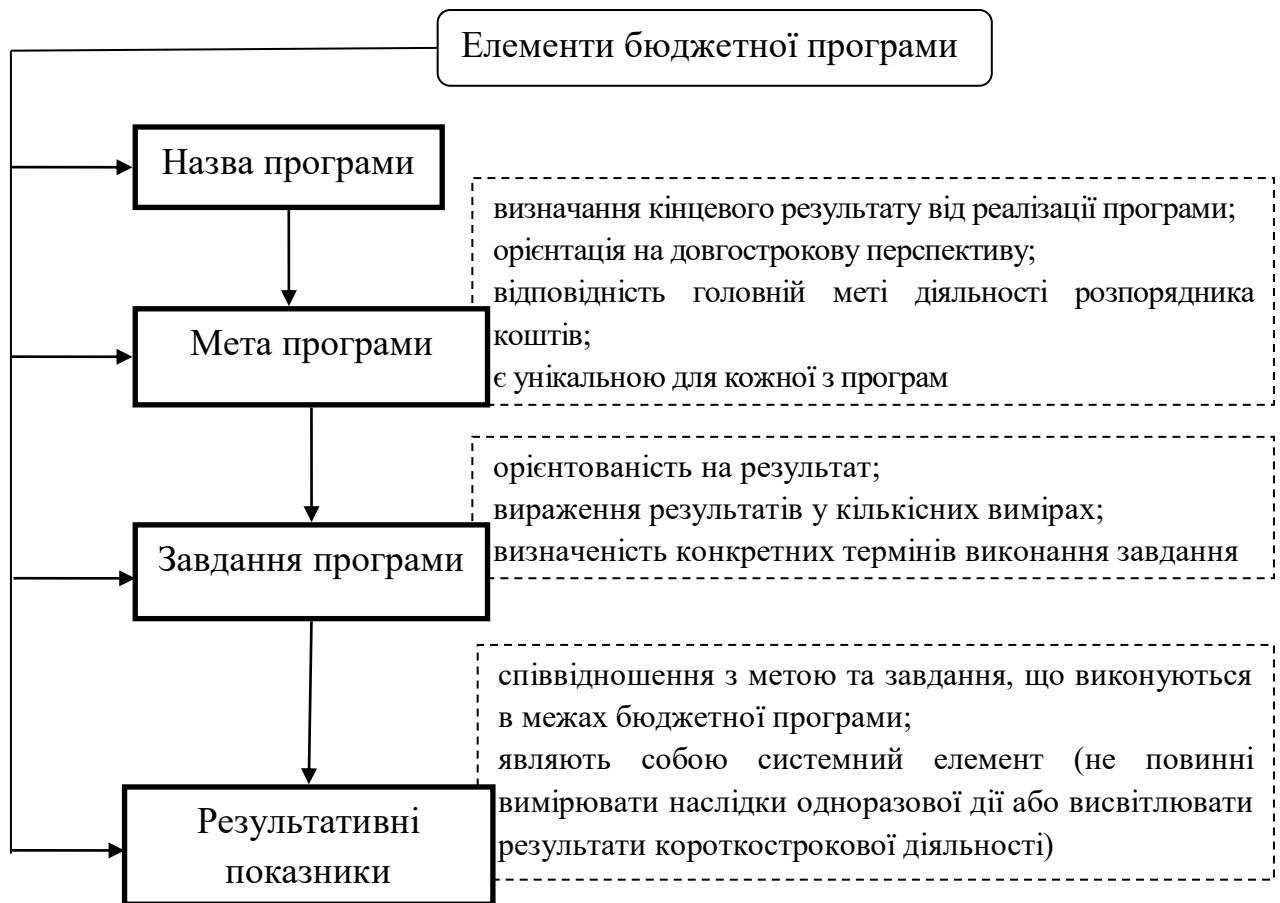 Елементи бюджетної програми
Назва програми
визначання кінцевого результату від реалізації програми;
орієнтація на довгострокову перспективу;
відповідність головній меті діяльності розпорядника
коштів;
є унікальною для кожної з програм
Мета програми
орієнтованість на результат;
вираження результатів у кількісних вимірах;
визначеність конкретних термінів виконання завдання
Завдання програми
співвідношення з метою та завдання, що виконуються
в межах бюджетної програми;
являють собою системний елемент (не повинні
вимірювати наслідки одноразової дії або висвітлювати
результати короткострокової діяльності)
Результативні
показники